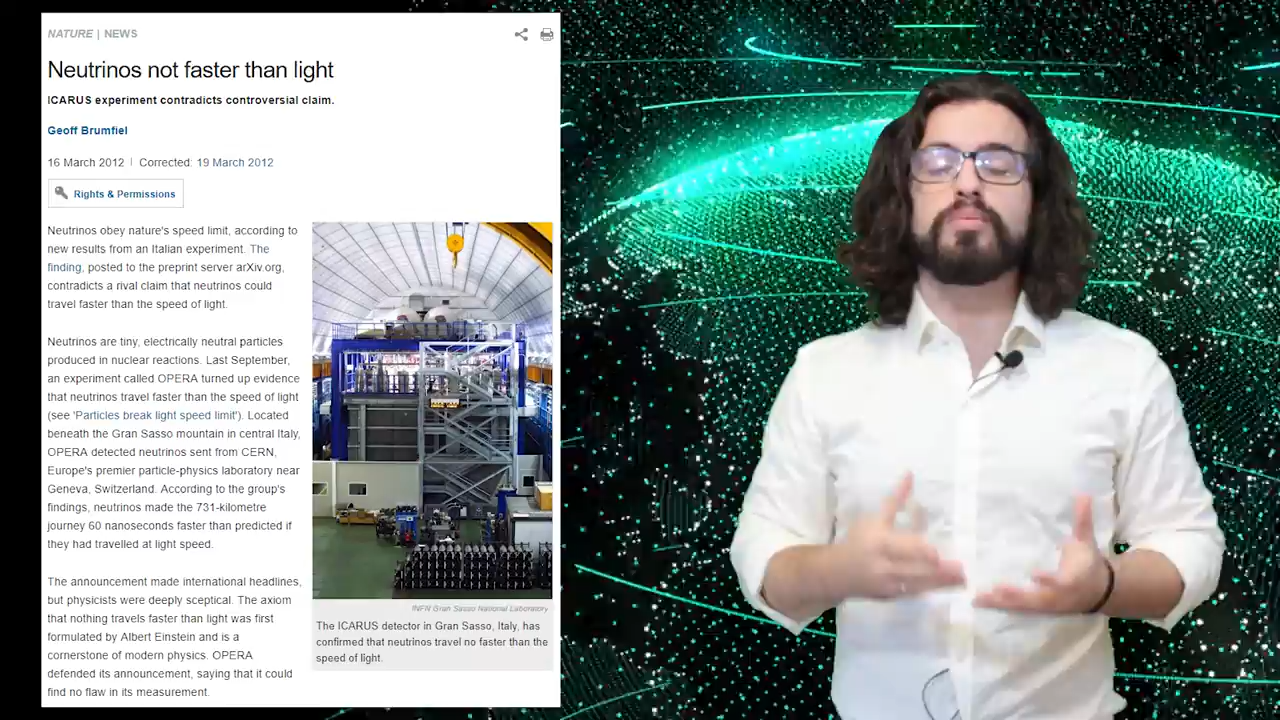 NATURE | NEWS
Neutrinos not faster than light
ICARUS experiment contradicts controversial claim.
Geoff Brumfiel
16 March 2012 | Corrected: 19 March 2012
Rights & Permissions
Neutrinos obey nature's speed limit, according to
new results from an Italian experiment. The
finding, posted to the preprint server arXiv.org,
contradicts a rival claim that neutrinos could
travel faster than the speed of light.
Neutrinos are tiny, electrically neutral particles
produced in nuclear reactions. Last September,
an experiment called OPERA turned up evidence
that neutrinos travel faster than the speed of light
(see 'Particles break light speed limit'). Located
beneath the Gran Sasso mountain in central Italy,
OPERA detected neutrinos sent from CERN,
Europe's premier particle-physics laboratory near
Geneva, Switzerland. According to the group's
findings, neutrinos made the 731-kilometre
journey 60 nanoseconds faster than predicted if
they had travelled at light speed.
The announcement made international headlines,
but physicists were deeply sceptical. The axiom
that nothing travels faster than light was first
formulated by Albert Einstein and is a
cornerstone of modern physics. OPERA
defended its announcement, saying that it could
find no flaw in its measurement.
INFN Gran Sasso National Laboratory
The ICARUS detector in Gran Sasso, Italy, has
confirmed that neutrinos travel no faster than the
speed of light.